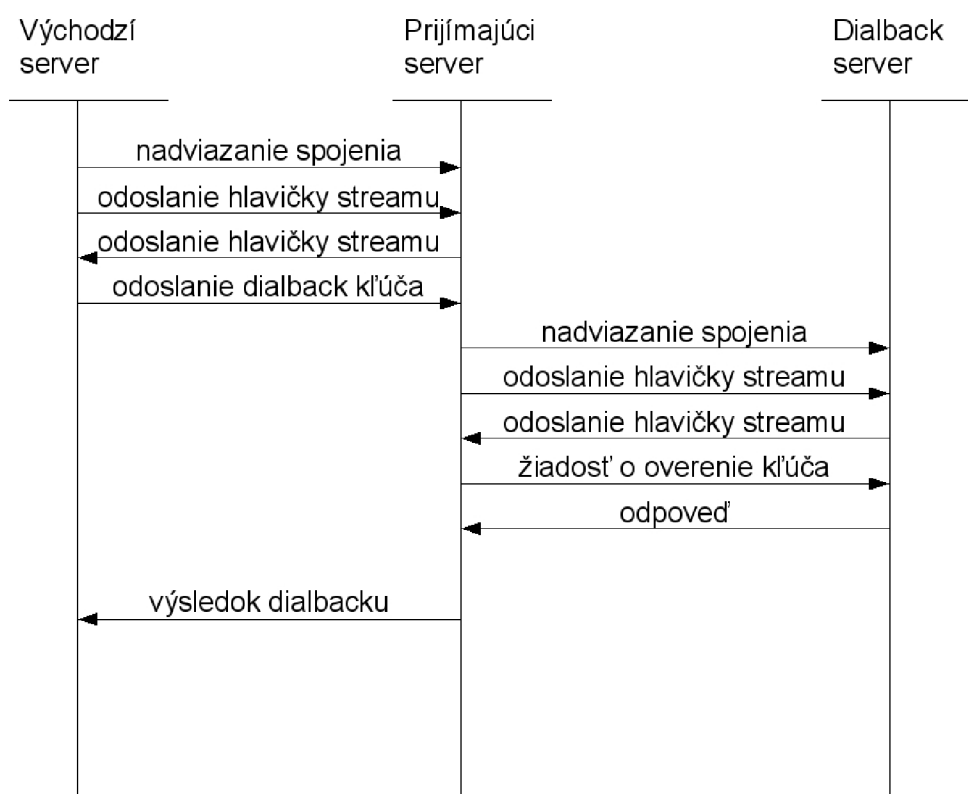 Východzí
server
Prijímajúci
server
Dialback
server
nadviazanie spojenia
odoslanie hlavičky streamu
odoslanie hlavičky streamu
odoslanie dialback kľúča
nadviazanie spojenia
odoslanie hlavičky streamu
odoslanie hlavičky streamu
žiadosť o overenie kľúča
odpoveď
výsledok dialbacku